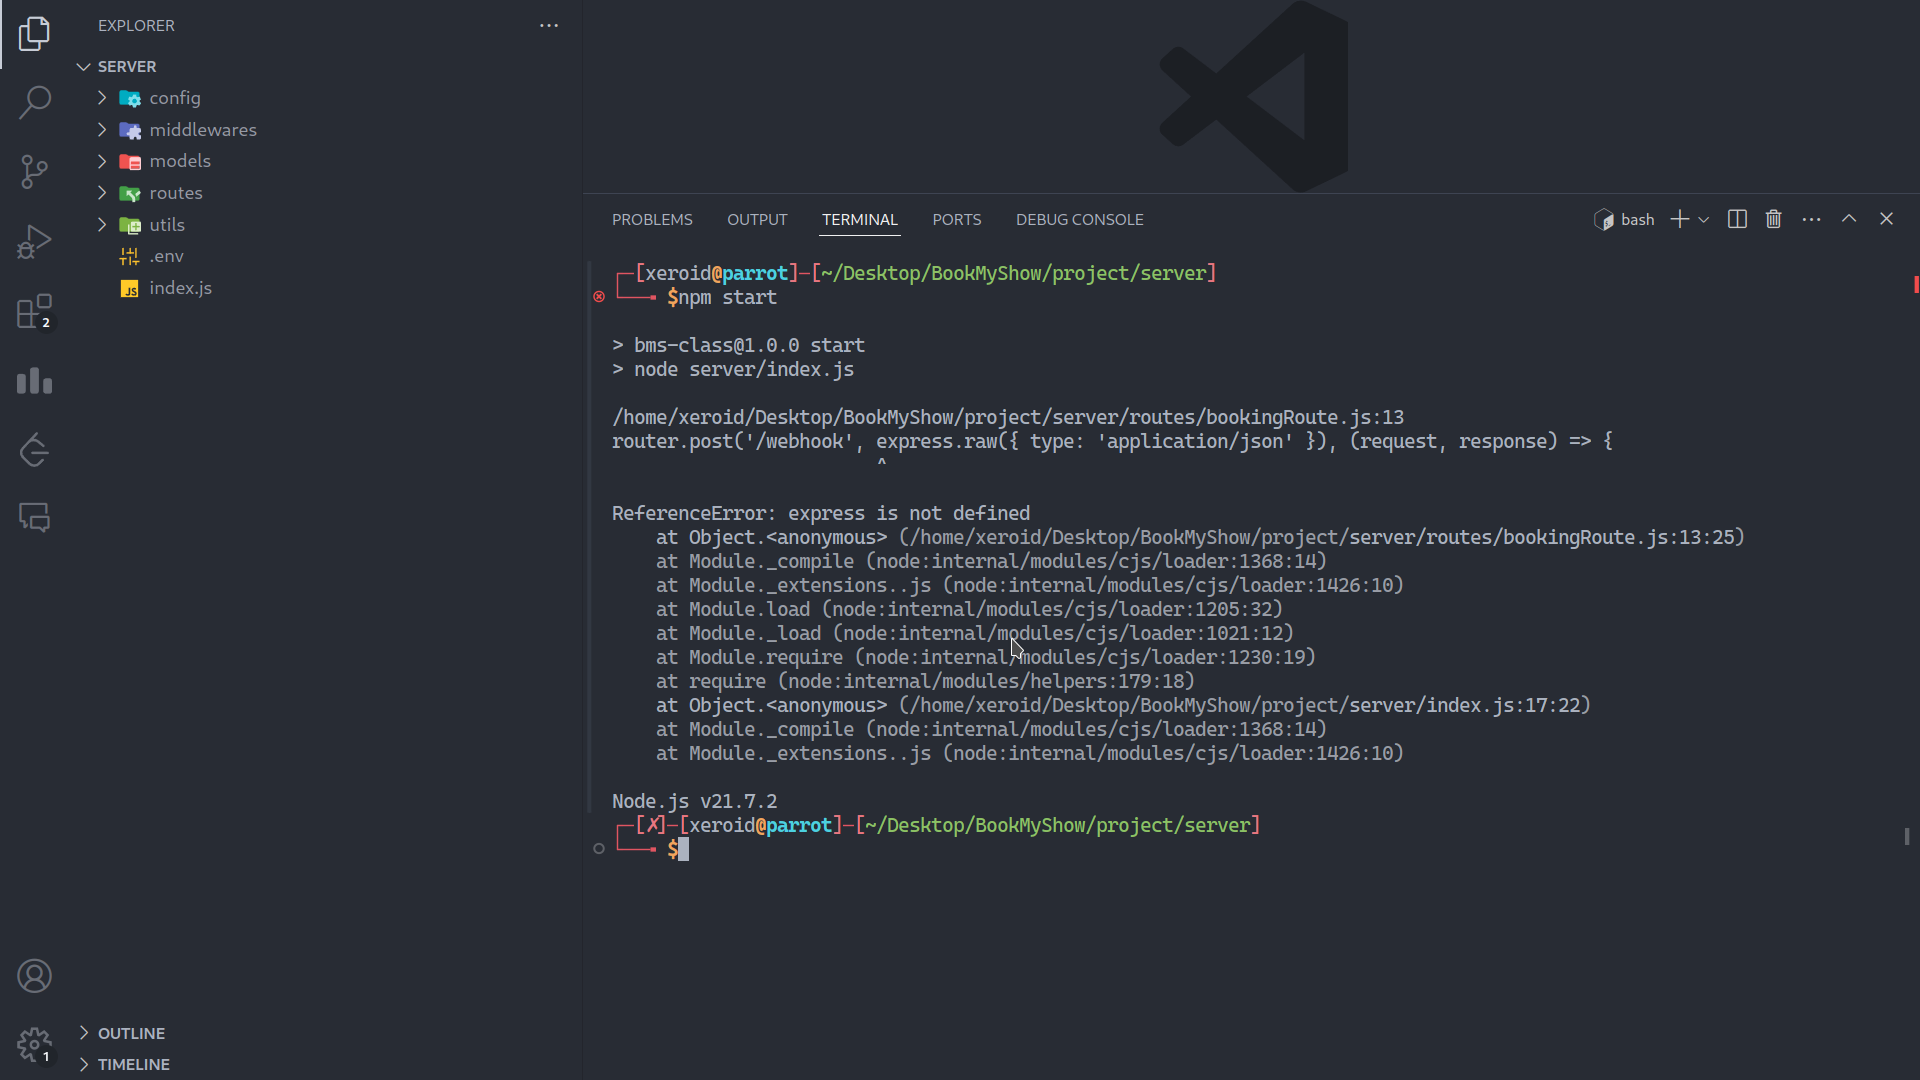 EXPLORER
SERVER
config
middlewares
models
routes
utils
.env
JS index.js
2
1
OUTLINE
TIMELINE
PROBLEMS OUTPUT TERMINAL PORTS DEBUG CONSOLE
bash
[xeroid@parrot]-[~/Desktop/BookMyShow/project/server]
$npm start
> bms-class@1.0.0 start
> node server/index.js
/home/xeroid/Desktop/BookMyShow/project/server/routes/bookingRoute.js:13
router.post('/webhook', express.raw({ type: 'application/json' }), (request, response) => {
^
ReferenceError: express is not defined
at Object.<anonymous> (/home/xeroid/Desktop/BookMyShow/project/server/routes/bookingRoute.js:13:25)
at Module._compile (node:internal/modules/cjs/loader:1368:14)
at Module._extensions..js (node:internal/modules/cjs/loader:1426:10)
at Module.load (node:internal/modules/cjs/loader:1205:32)
at Module._load (node:internal/modules/cjs/loader:1021:12)
at Module.require (node:internal/modules/cjs/loader:1230:19)
at require (node:internal/modules/helpers:179:18)
at Object.<anonymous> (/home/xeroid/Desktop/BookMyShow/project/server/index.js:17:22)
at Module._compile (node:internal/modules/cjs/loader:1368:14)
at Module._extensions..js (node:internal/modules/cjs/loader:1426:10)
Node.js v21.7.2
[✗]-[xeroid@parrot]-[~/Desktop/BookMyShow/project/server]
$